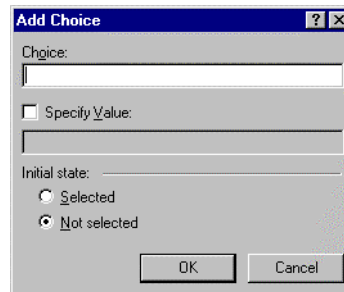 Add Choice
Choice:
Specify Value:
Initial state:
Selected
Not selected
OK Cancel